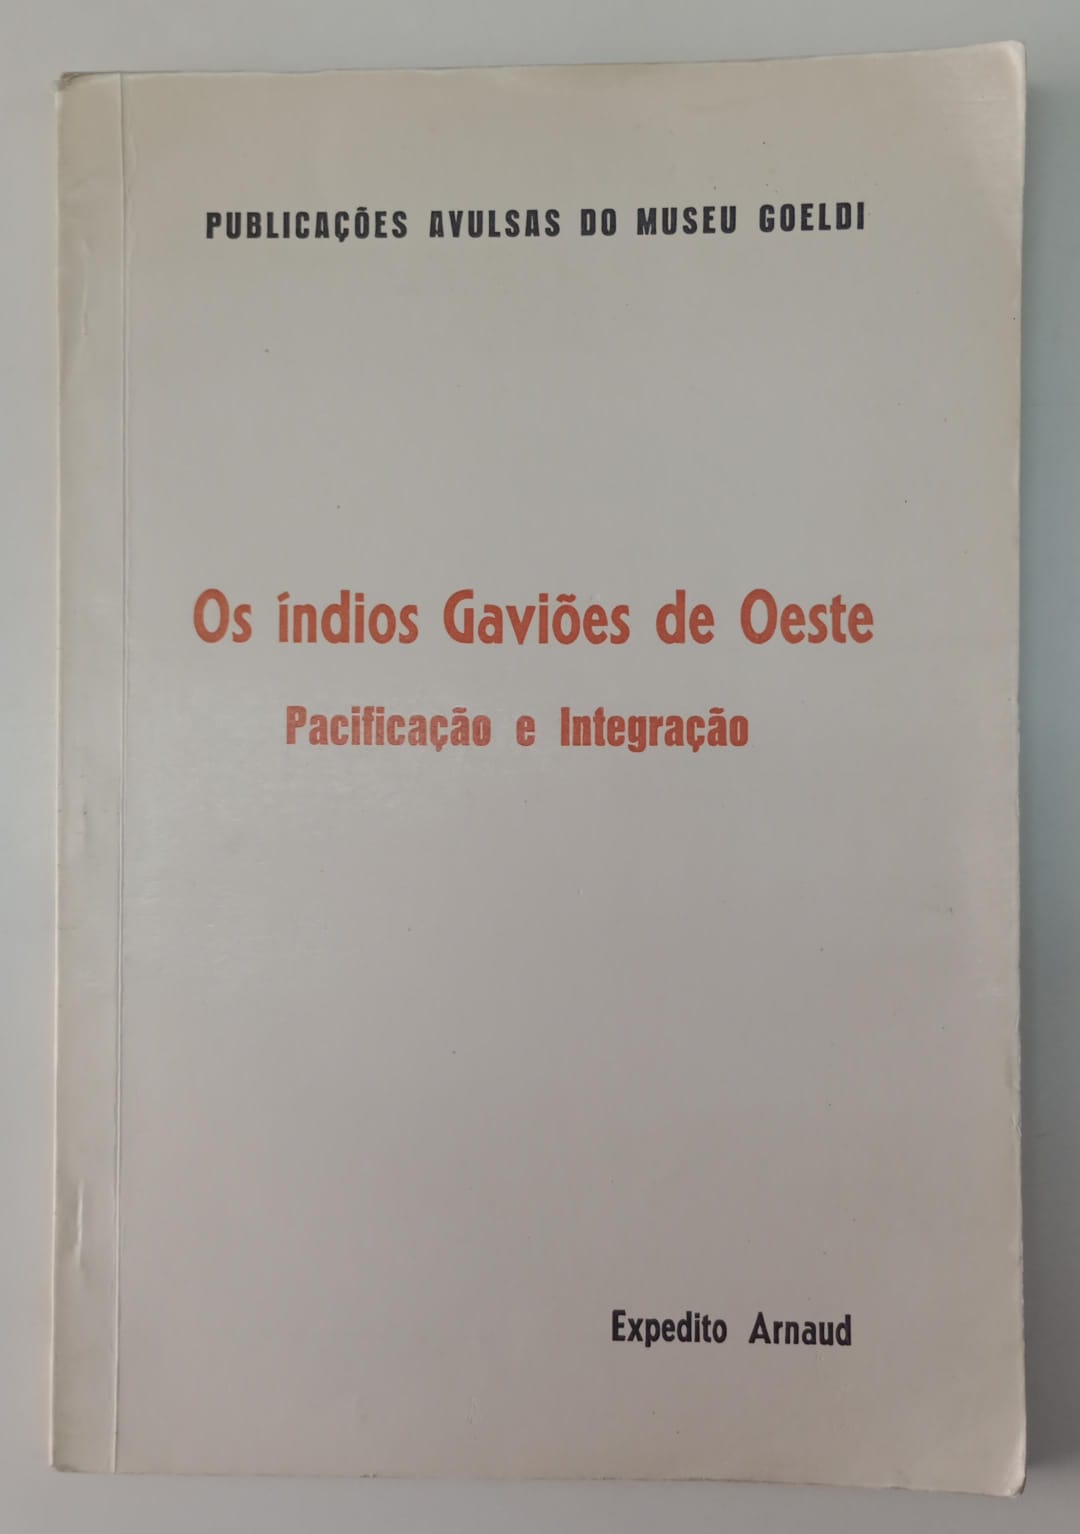 PUBLICAÇÕES AVULSAS DO MUSEU GOELDI
Os índios Gaviões de Oeste
Pacificação e Integração
Expedito Arnaud